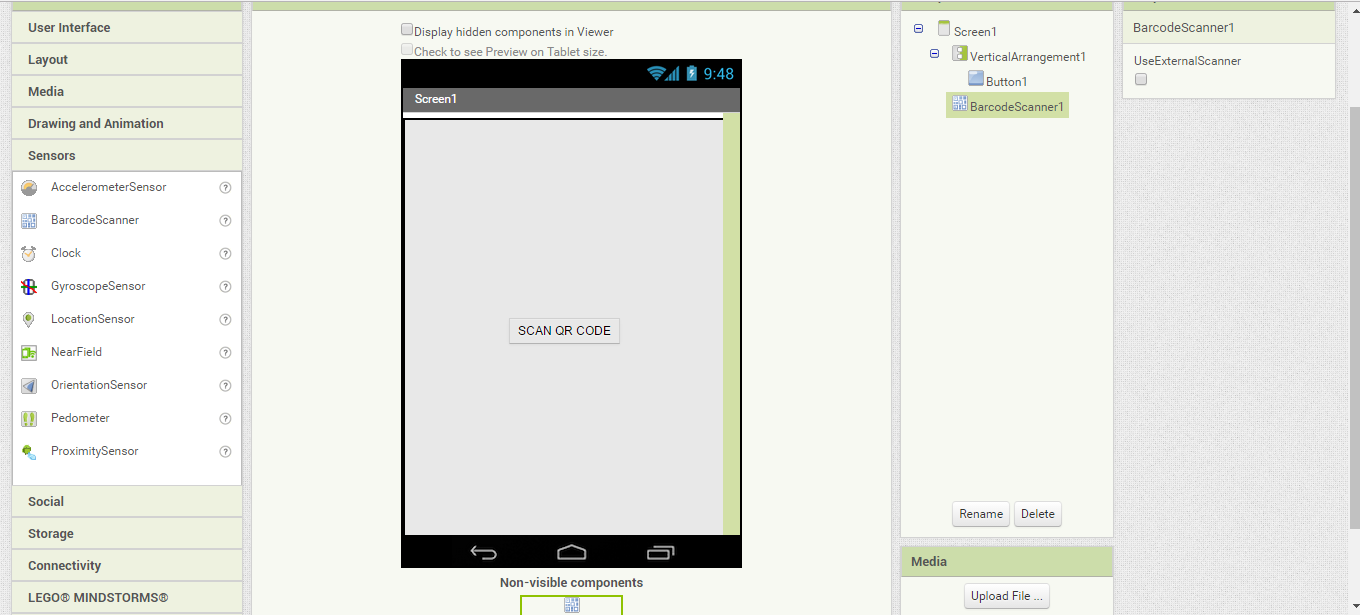 User Interface
Layout
Media
Drawing and Animation
Sensors
AccelerometerSensor
BarcodeScanner
Clock
GyroscopeSensor
LocationSensor
NearField
OrientationSensor
Pedometer
ProximitySensor
Social
Storage
Connectivity
LEGO® MINDSTORMS®
Display hidden components in Viewer
Check to see Preview on Tablet size.
9:48
Screen1
SCAN QR CODE
Non-visible components
Screen1
VerticalArrangement1
Button1
BarcodeScanner1
Rename Delete
Media
Upload File ...
BarcodeScanner1
UseExternalScanner